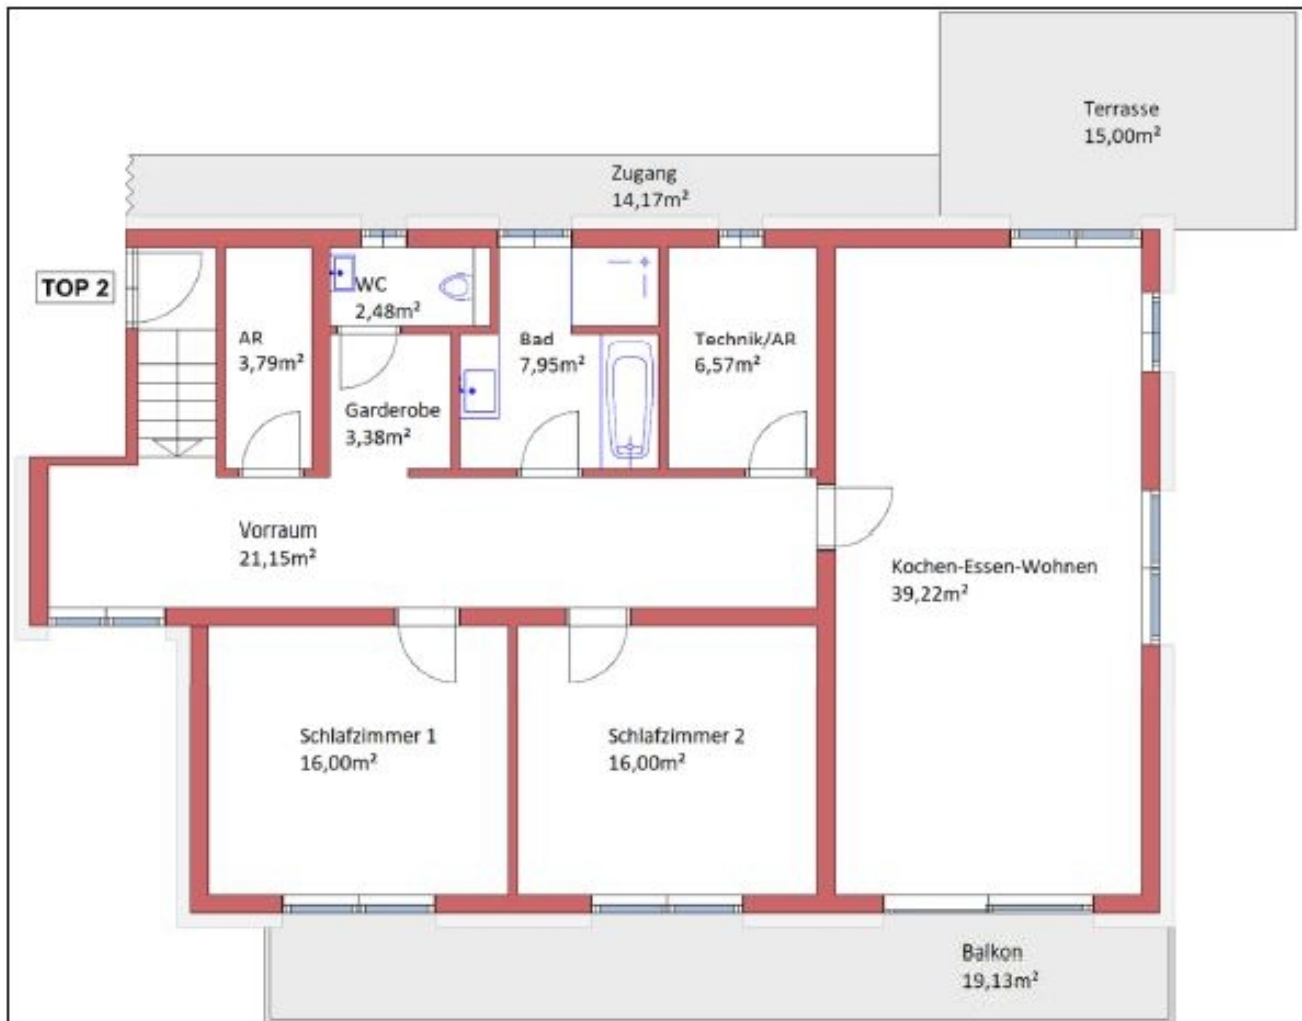 Terrasse
15,00m²
Zugang
14,17m²
TOP 2
WC
2,48m²
AR
3,79m²
Bad
7,95m²
Technik/AR
6,57m²
Garderobe
3,38m²
Vorraum
21,15m²
Kochen-Essen-Wohnen
39,22m²
Schlafzimmer 1
16,00m²
Schlafzimmer 2
16,00m²
Balkon
19,13m²